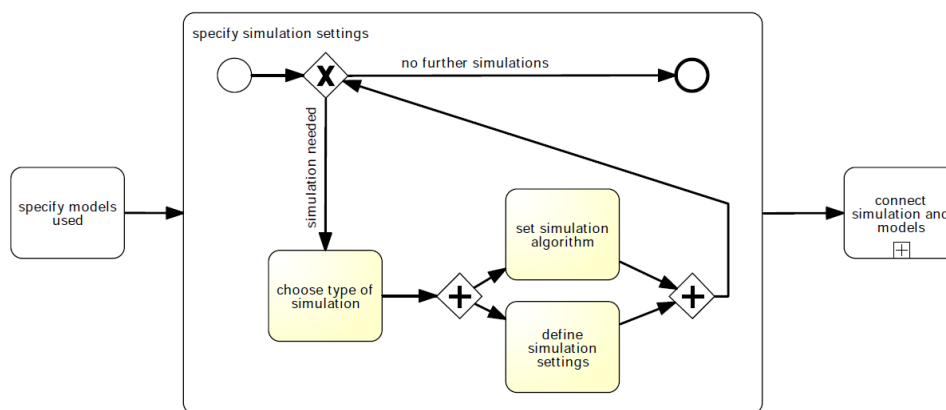 specify simulation settings
no further simulations
simulation needed
specify models
used
set simulation
algorithm
connect
simulation and
models
choose type of
simulation
define
simulation
settings